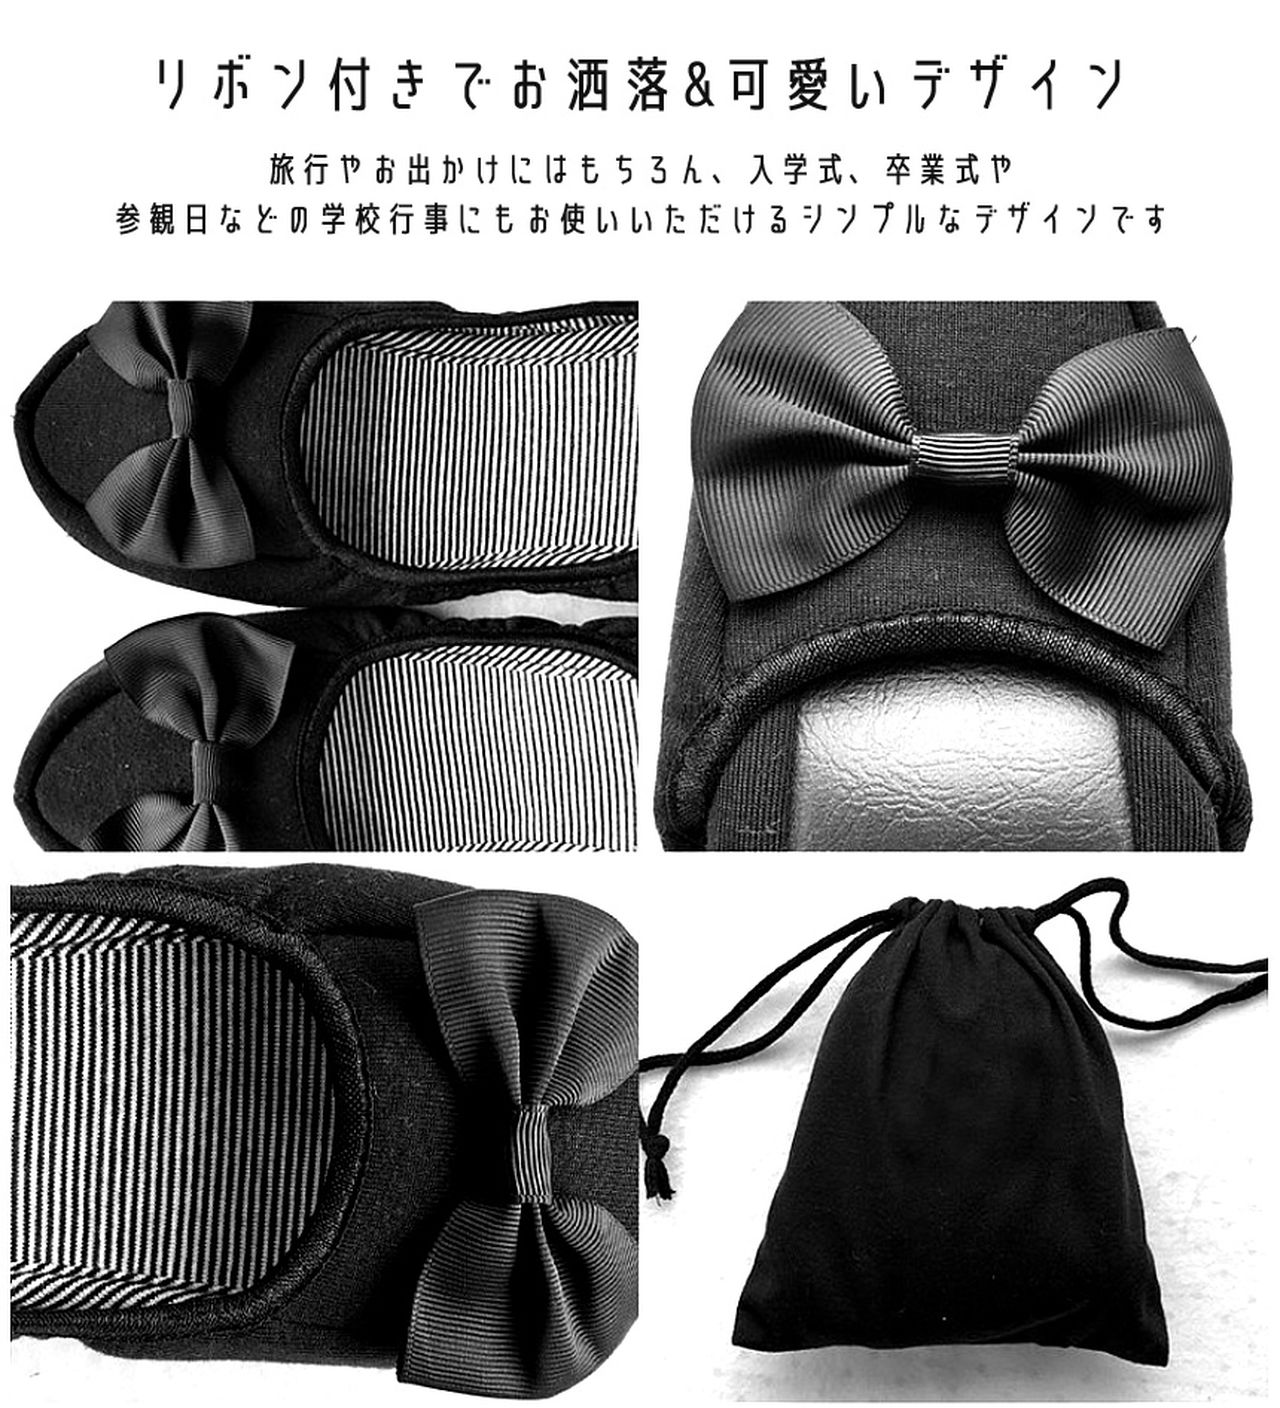 リボン付きでお洒落&可愛いデザイン
旅行やお出かけにはもちろん、入学式、卒業式や
参観日などの学校行事にもお使いいただけるシンプルなデザインです